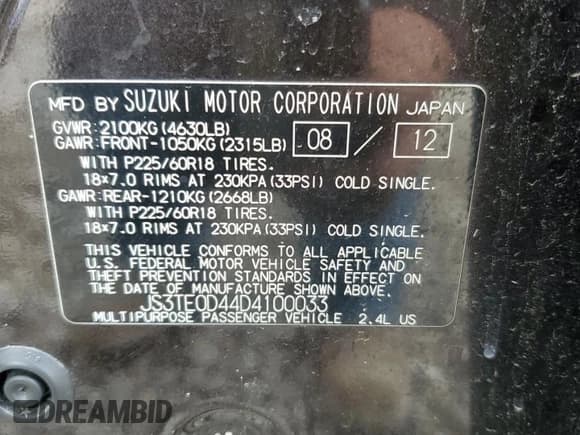 MFD BY SUZUKI MOTOR CORPORATION JAPAN
GVWR:2100KG(4630LB) 08 / 12
GAWR:FRONT-1050KG(2315LB)
WITH P225/60R18 TIRES.
18×7.0 RIMS AT 230KPA(33PSI) COLD SINGLE.
GAWR:REAR-1210KG(2668LB)
WITH P225/60R18 TIRES.
18×7.0 RIMS AT 230KPA(33PSI) COLD SINGLE.
THIS VEHICLE CONFORMS TO ALL APPLICABLE
U.S. FEDERAL MOTOR VEHICLE SAFETY AND
THEFT PREVENTION STANDARDS IN EFFECT ON
THE DATE OF MANUFACTURE SHOWN ABOVE.
JS3TE0D44D4100033
MULTIPURPOSE PASSENGER VEHICLE 2.4L US
DREAMBID